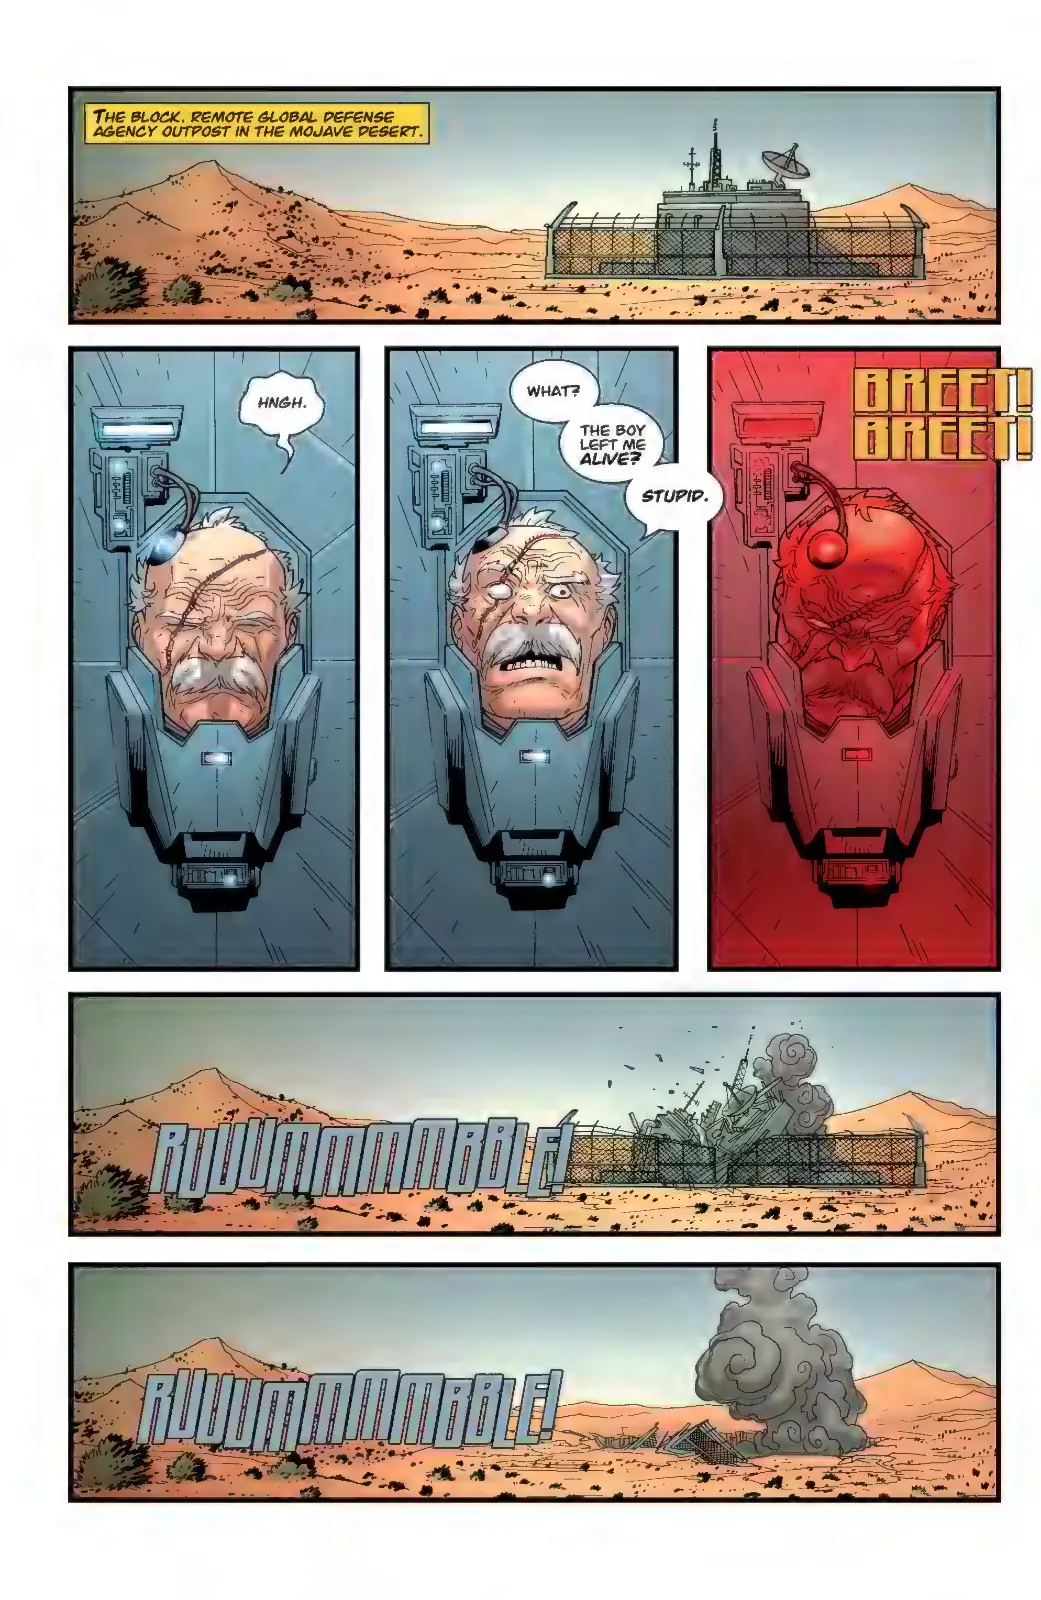 THE BLOCK. REMOTE GLOBAL DEFENSE
AGENCY OUTPOST IN THE MOJAVE DESERT.
HNGH.
WHAT?
THE BOY
LEFT ME
ALIVE?
STUPID.
BREET!
BREET!
RUUUMMMMMBBLE!
RUUUMMMMMBBLE!